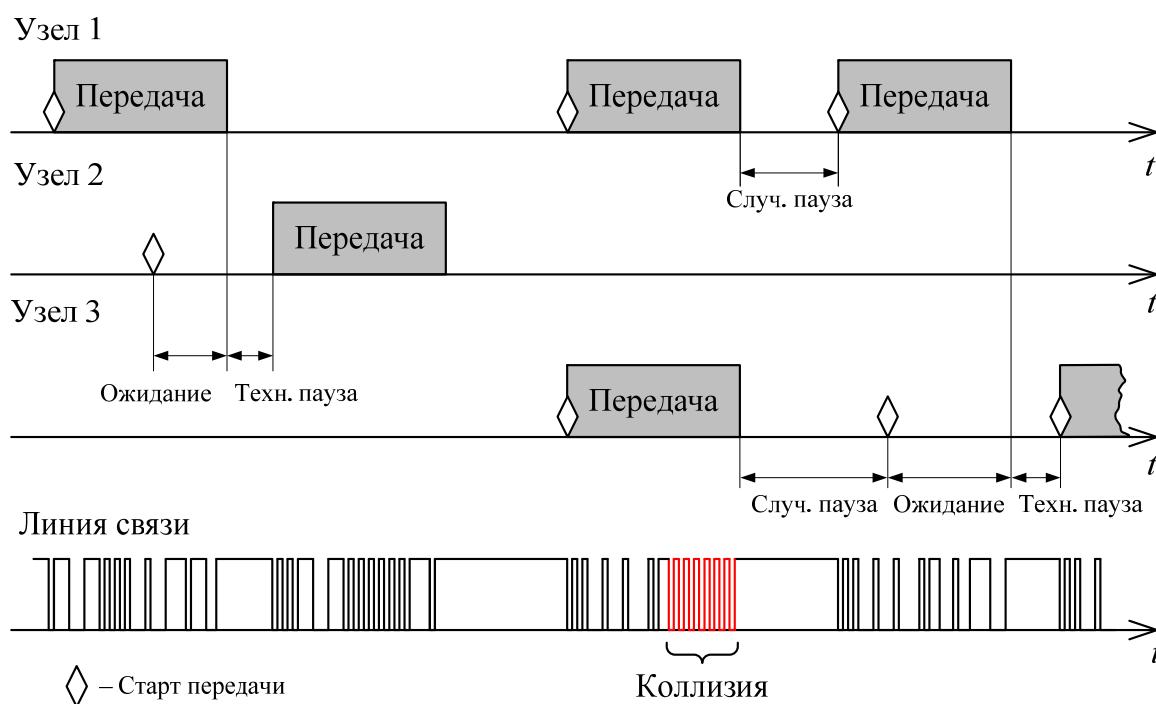 Узел 1
Передача
Передача
Передача
t
Случ. пауза
Узел 2
Передача
t
Узел 3
Ожидание
Техн. пауза
Передача
t
Случ. пауза
Ожидание
Техн. пауза
Линия связи
t
Коллизия
– Старт передачи